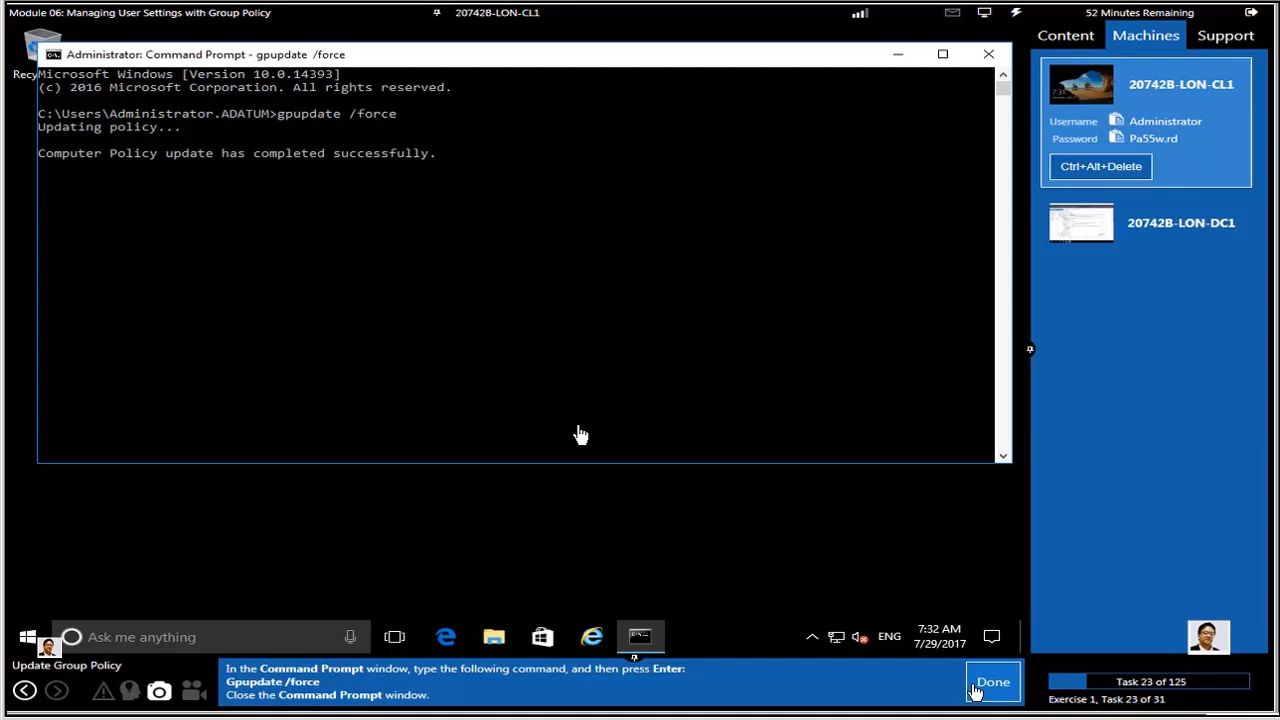 Module 06: Managing User Settings with Group Policy
20742B-LON-CL1
52 Minutes Remaining
Content
Machines
Support
Administrator: Command Prompt - gpupdate /force
Microsoft Windows [Version 10.0.14393]
(c) 2016 Microsoft Corporation. All rights reserved.
C:\Users\Administrator.ADATUM>gpupdate /force
Updating policy...
Computer Policy update has completed successfully.
20742B-LON-CL1
Username
Administrator
Password
Pa55w.rd
Ctrl+Alt+Delete
20742B-LON-DC1
Ask me anything
ENG
7:32 AM
7/29/2017
Update Group Policy
In the Command Prompt window, type the following command, and then press Enter:
Gpupdate /force
Close the Command Prompt window.
Done
Task 23 of 125
Exercise 1, Task 23 of 31